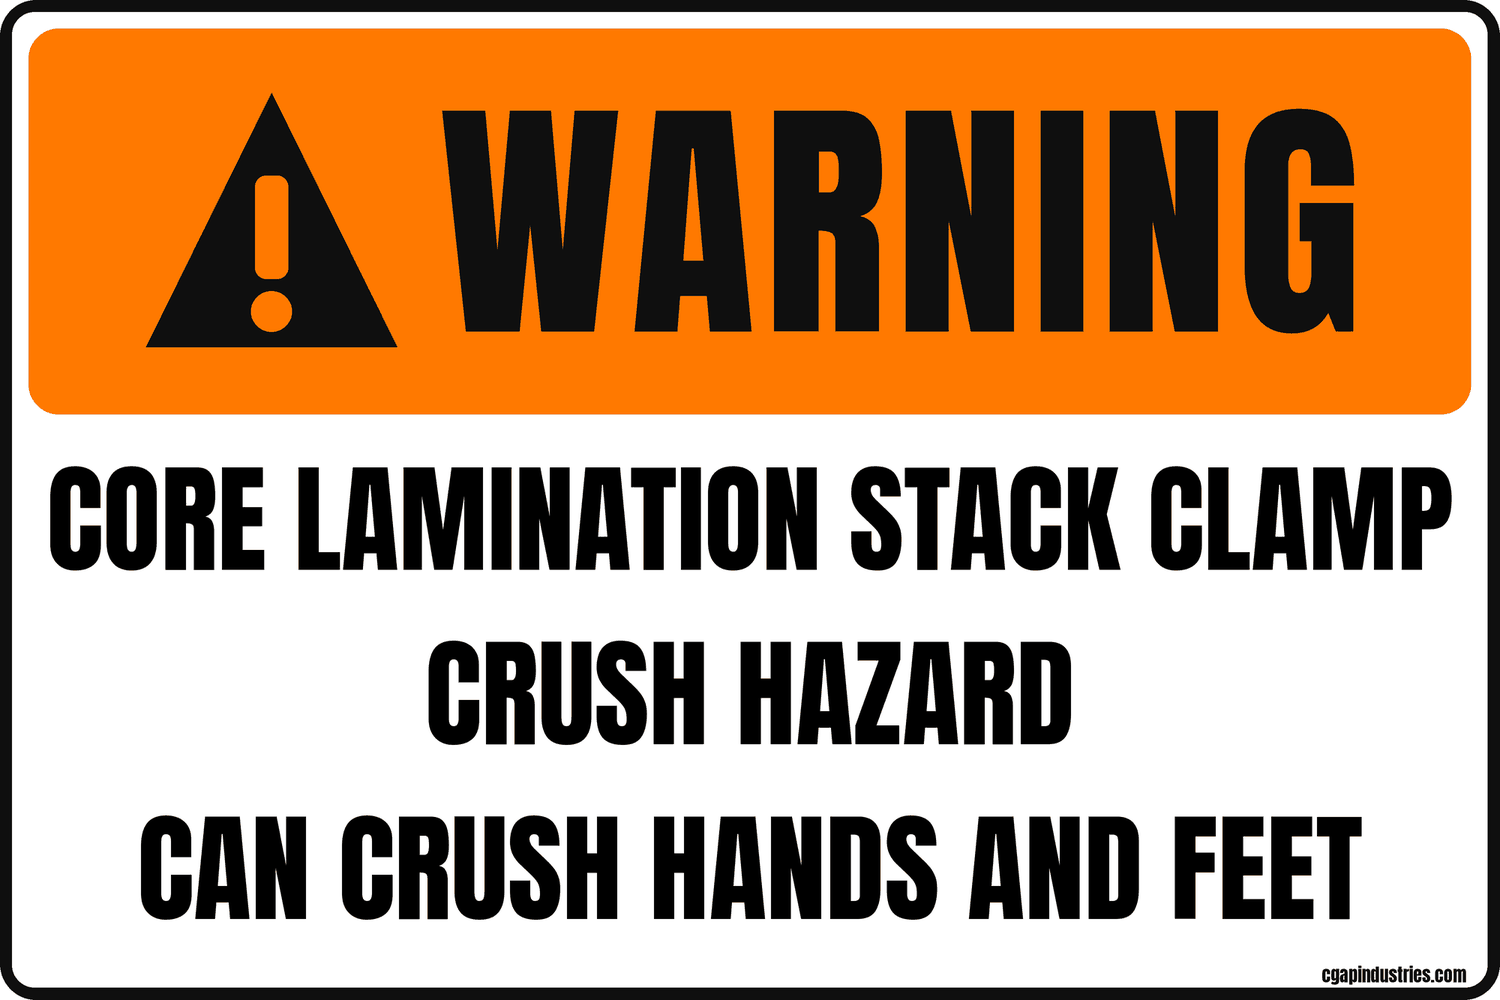 WARNING
CORE LAMINATION STACK CLAMP
CRUSH HAZARD
CAN CRUSH HANDS AND FEET
cgapindustries.com